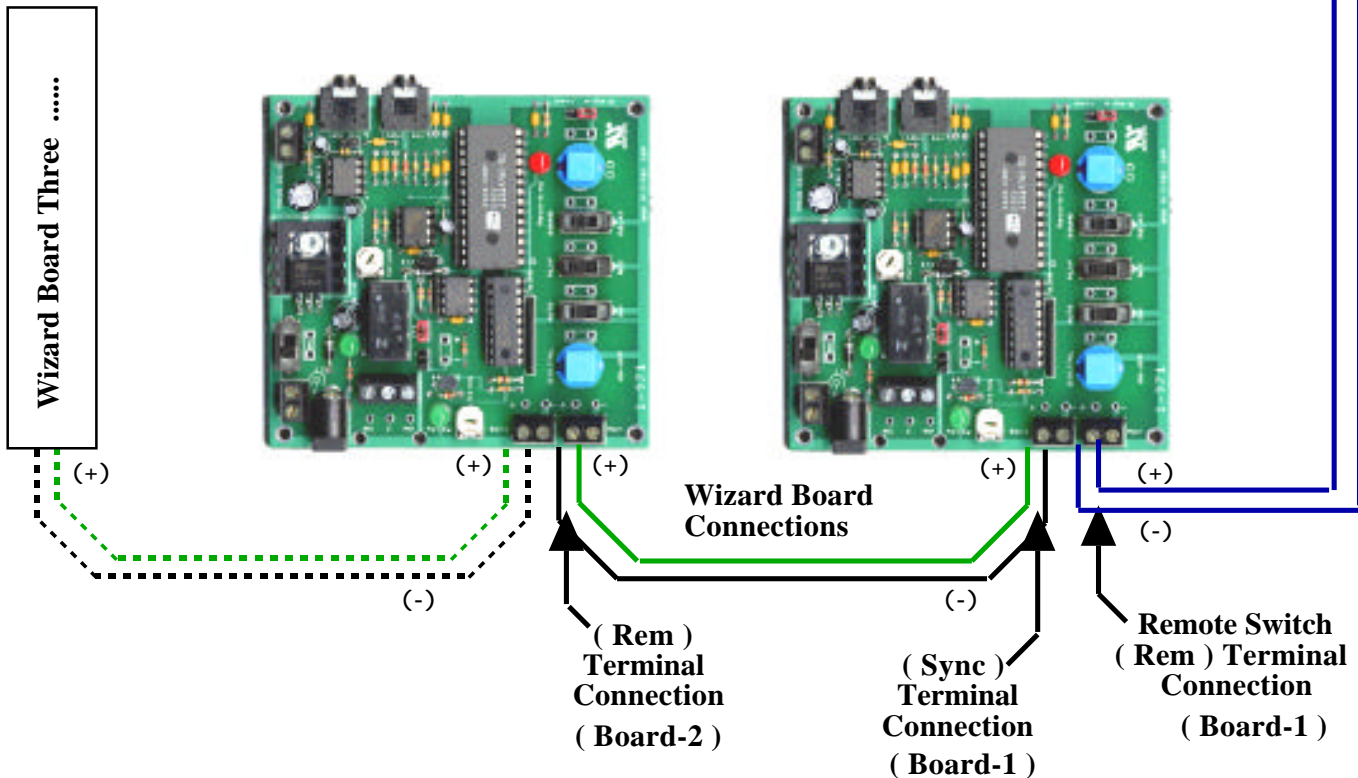 Wizard Board Three ......
(+)
(+)
(+)
(+)
(+)
Wizard Board
Connections
(-)
(-)
(-)
( Rem )
Terminal
Connection
( Board-2 )
( Sync )
Terminal
Connection
( Board-1 )
Remote Switch
( Rem ) Terminal
Connection
( Board-1 )